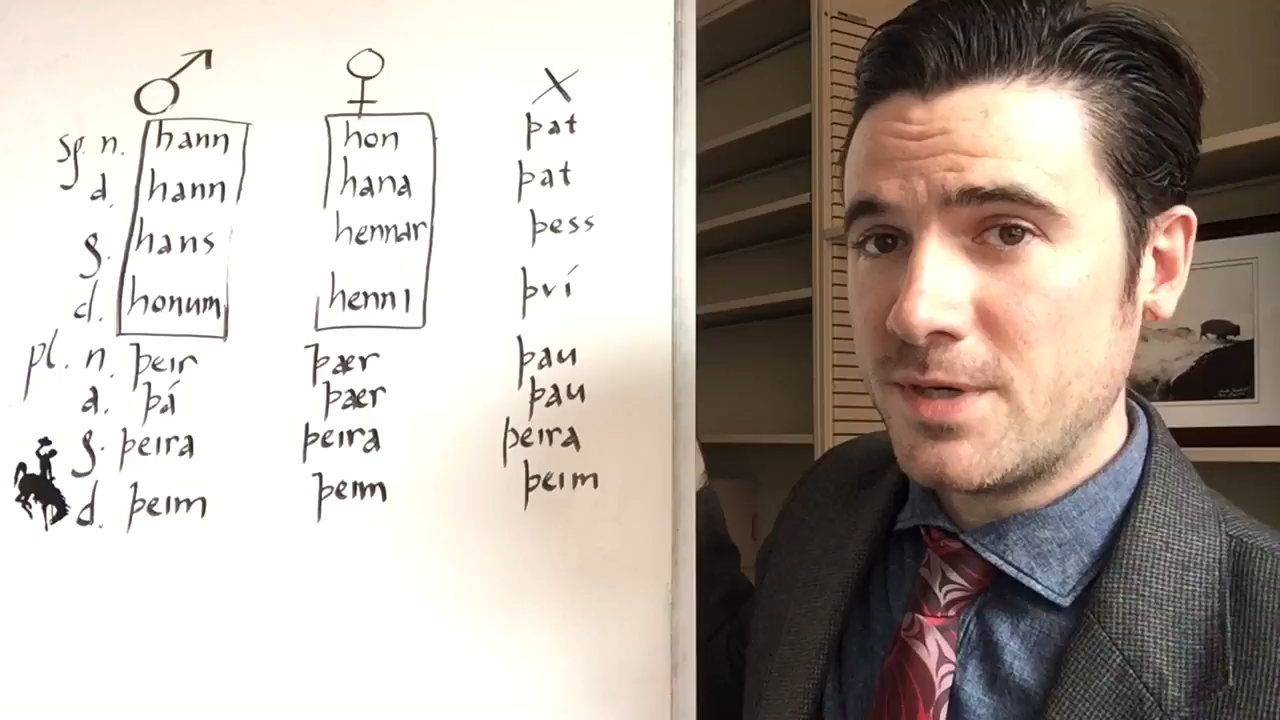 ♂ ♀ X
sg. n. hann hon þat
a. hann hana þat
g. hans hennar þess
d. honum henni því
pl. n. þeir þær þau
a. þá þær þau
g. þeira þeira þeira
d. þeim þeim þeim